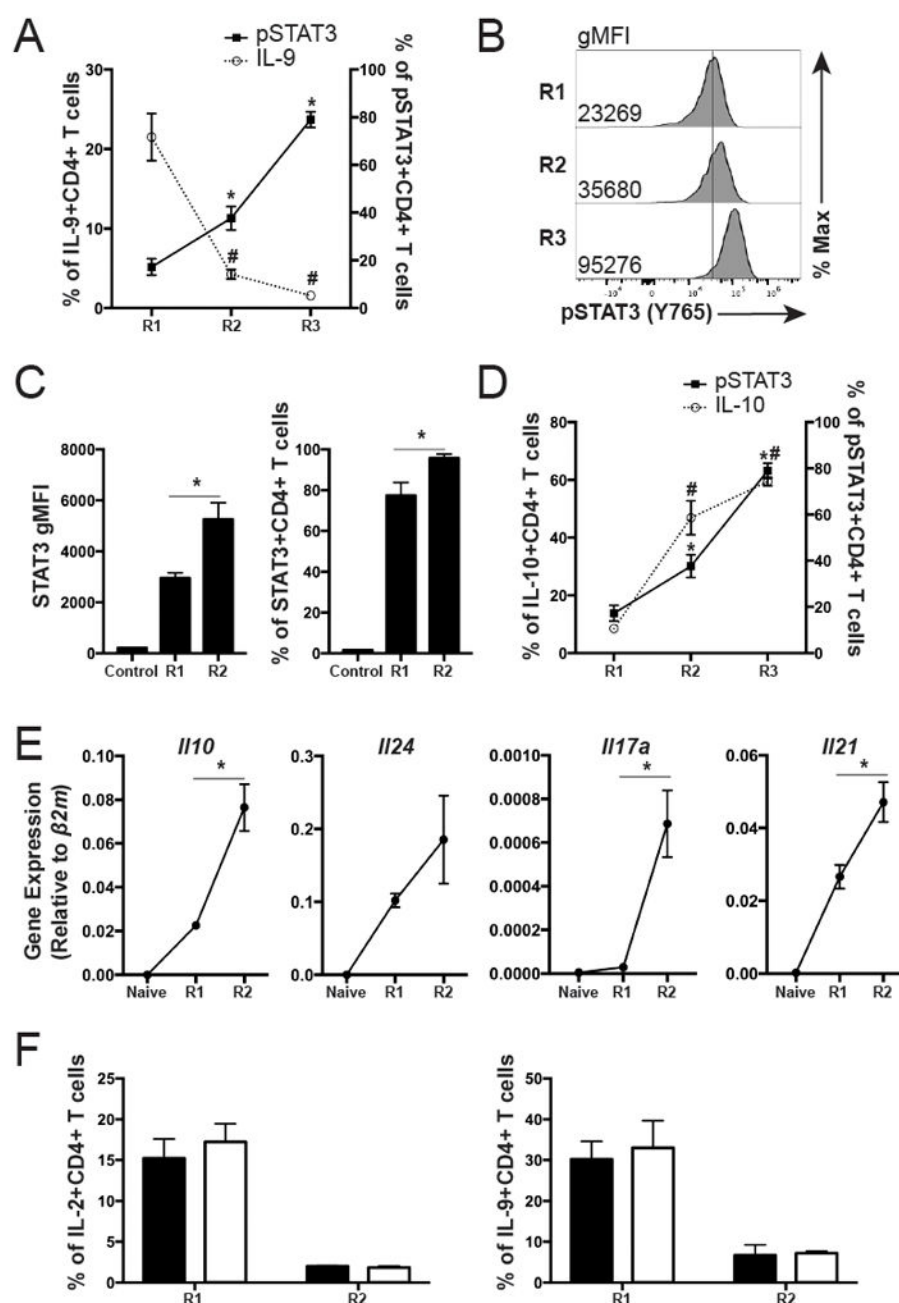 A
pSTAT3
IL-9
% of IL-9+CD4+ T cells
30
20
10
0
100
80
60
40
20
0
% of pSTAT3+CD4+ T cells
*
*
#
#
R1 R2 R3
B
gMFI
R1
23269
R2
35680
R3
95276
% Max
pSTAT3 (Y765)
C
STAT3 gMFI
8000
6000
4000
2000
0
*
Control R1 R2
% of STAT3+CD4+ T cells
100
80
60
40
20
0
*
Control R1 R2
D
pSTAT3
IL-10
% of IL-10+CD4+ T cells
80
60
40
20
0
100
80
60
40
20
0
% of pSTAT3+CD4+ T cells
#
*
*#
R1 R2 R3
E
Gene Expression
(Relative to β2m)
Il10
0.10
0.08
0.06
0.04
0.02
0.00
*
Naive R1 R2
Il24
0.3
0.2
0.1
0.0
Naive R1 R2
Il17a
0.0010
0.0008
0.0006
0.0004
0.0002
0.0000
*
Naive R1 R2
Il21
0.06
0.04
0.02
0.00
*
Naive R1 R2
F
% of IL-2+CD4+ T cells
25
20
15
10
5
0
R1 R2
% of IL-9+CD4+ T cells
50
40
30
20
10
0
R1 R2